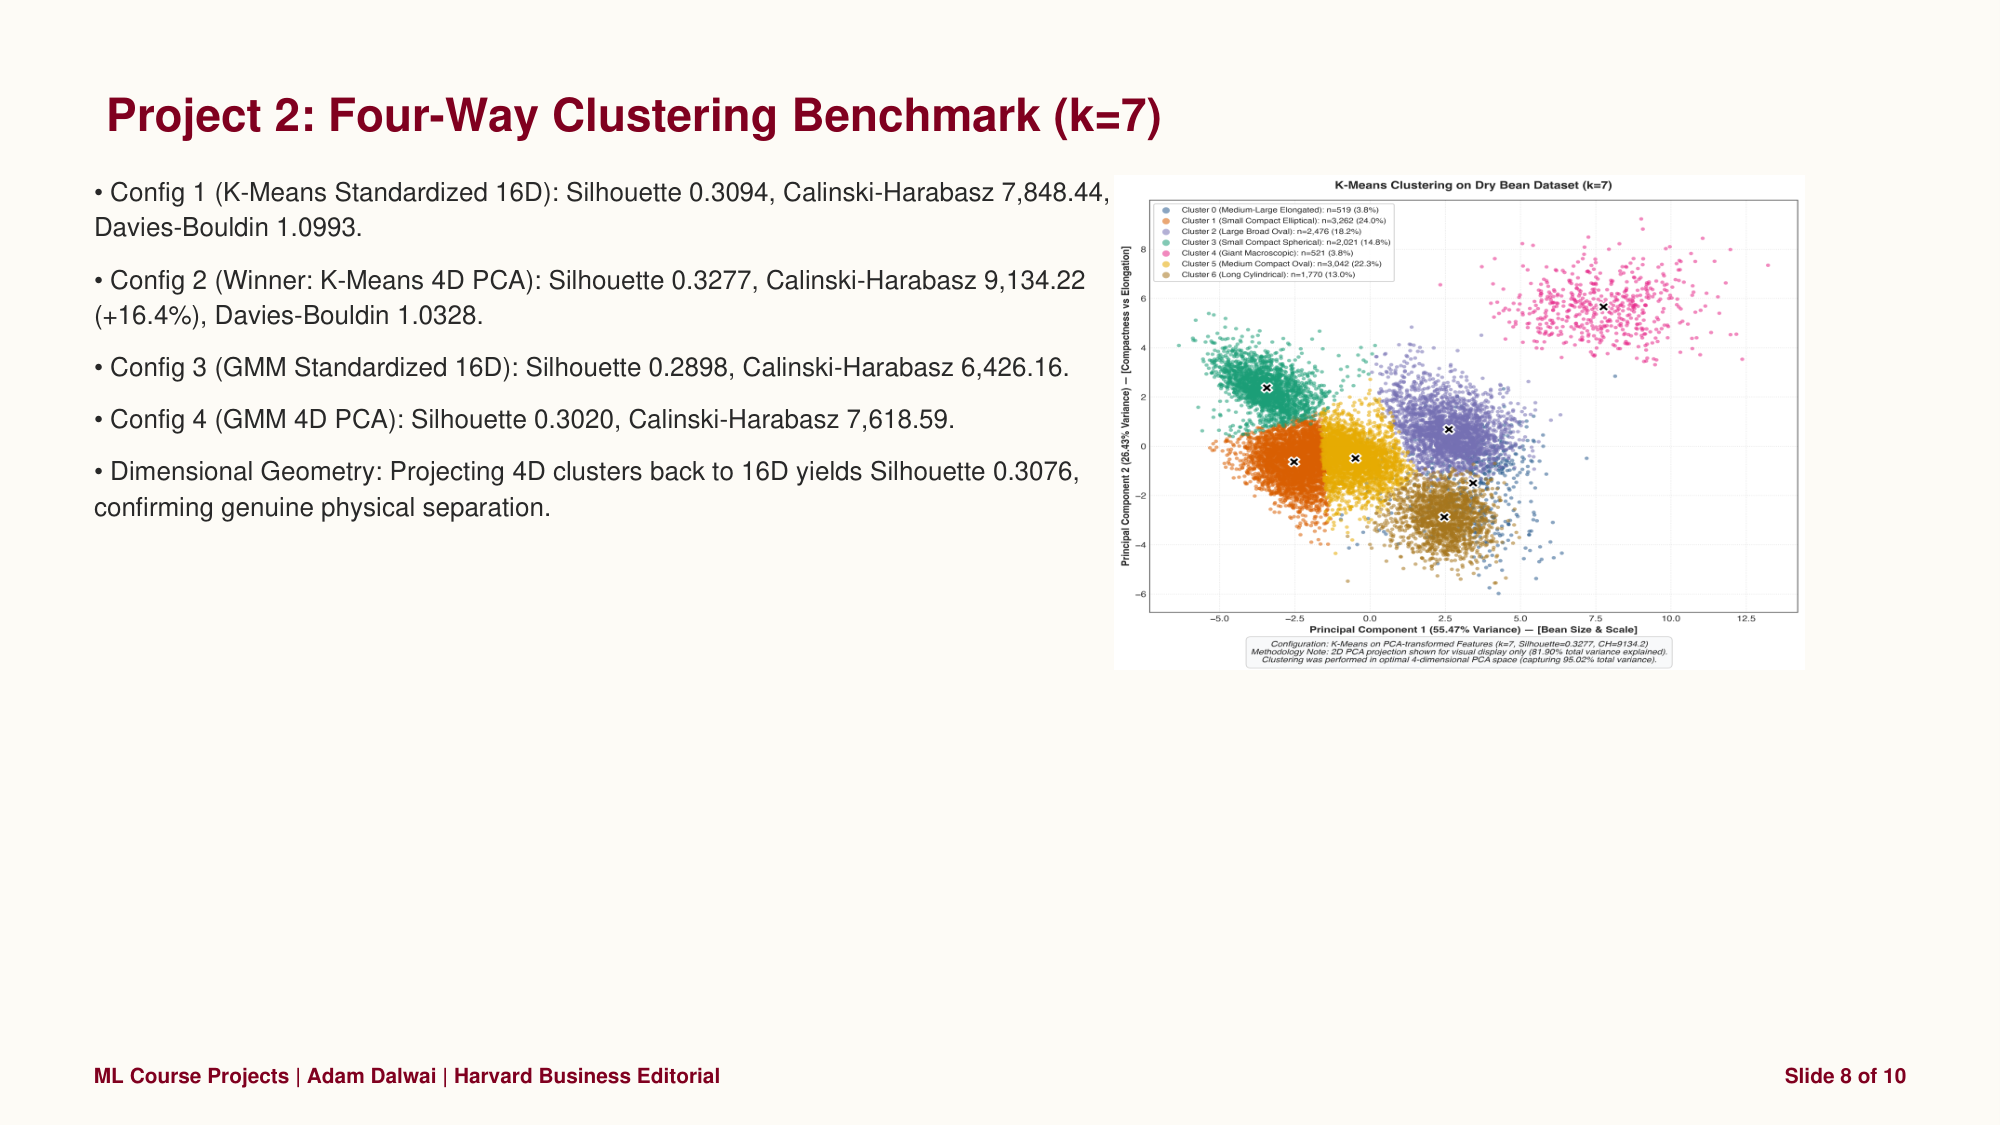 Project 2: Four-Way Clustering Benchmark (k=7)
• Config 1 (K-Means Standardized 16D): Silhouette 0.3094, Calinski-Harabasz 7,848.44,
Davies-Bouldin 1.0993.
• Config 2 (Winner: K-Means 4D PCA): Silhouette 0.3277, Calinski-Harabasz 9,134.22
(+16.4%), Davies-Bouldin 1.0328.
• Config 3 (GMM Standardized 16D): Silhouette 0.2898, Calinski-Harabasz 6,426.16.
• Config 4 (GMM 4D PCA): Silhouette 0.3020, Calinski-Harabasz 7,618.59.
• Dimensional Geometry: Projecting 4D clusters back to 16D yields Silhouette 0.3076,
confirming genuine physical separation.
K-Means Clustering on Dry Bean Dataset (k=7)
Cluster 0 (Medium-Large Elongated): n=519 (3.8%)
Cluster 1 (Small Compact Elliptical): n=3,262 (24.0%)
Cluster 2 (Large Broad Oval): n=2,476 (18.2%)
Cluster 3 (Small Compact Spherical): n=2,021 (14.8%)
Cluster 4 (Giant Macroscopic): n=521 (3.8%)
Cluster 5 (Medium Compact Oval): n=3,042 (22.3%)
Cluster 6 (Long Cylindrical): n=1,770 (13.0%)
Principal Component 2 (26.43% Variance) — [Compactness vs Elongation]
8
6
4
2
0
−2
−4
−6
−5.0 −2.5 0.0 2.5 5.0 7.5 10.0 12.5
Principal Component 1 (55.47% Variance) — [Bean Size & Scale]
Configuration: K-Means on PCA-transformed Features (k=7, Silhouette=0.3277, CH=9134.2)
Methodology Note: 2D PCA projection shown for visual display only (81.90% total variance explained).
Clustering was performed in optimal 4-dimensional PCA space (capturing 95.02% total variance).
ML Course Projects | Adam Dalwai | Harvard Business Editorial
Slide 8 of 10